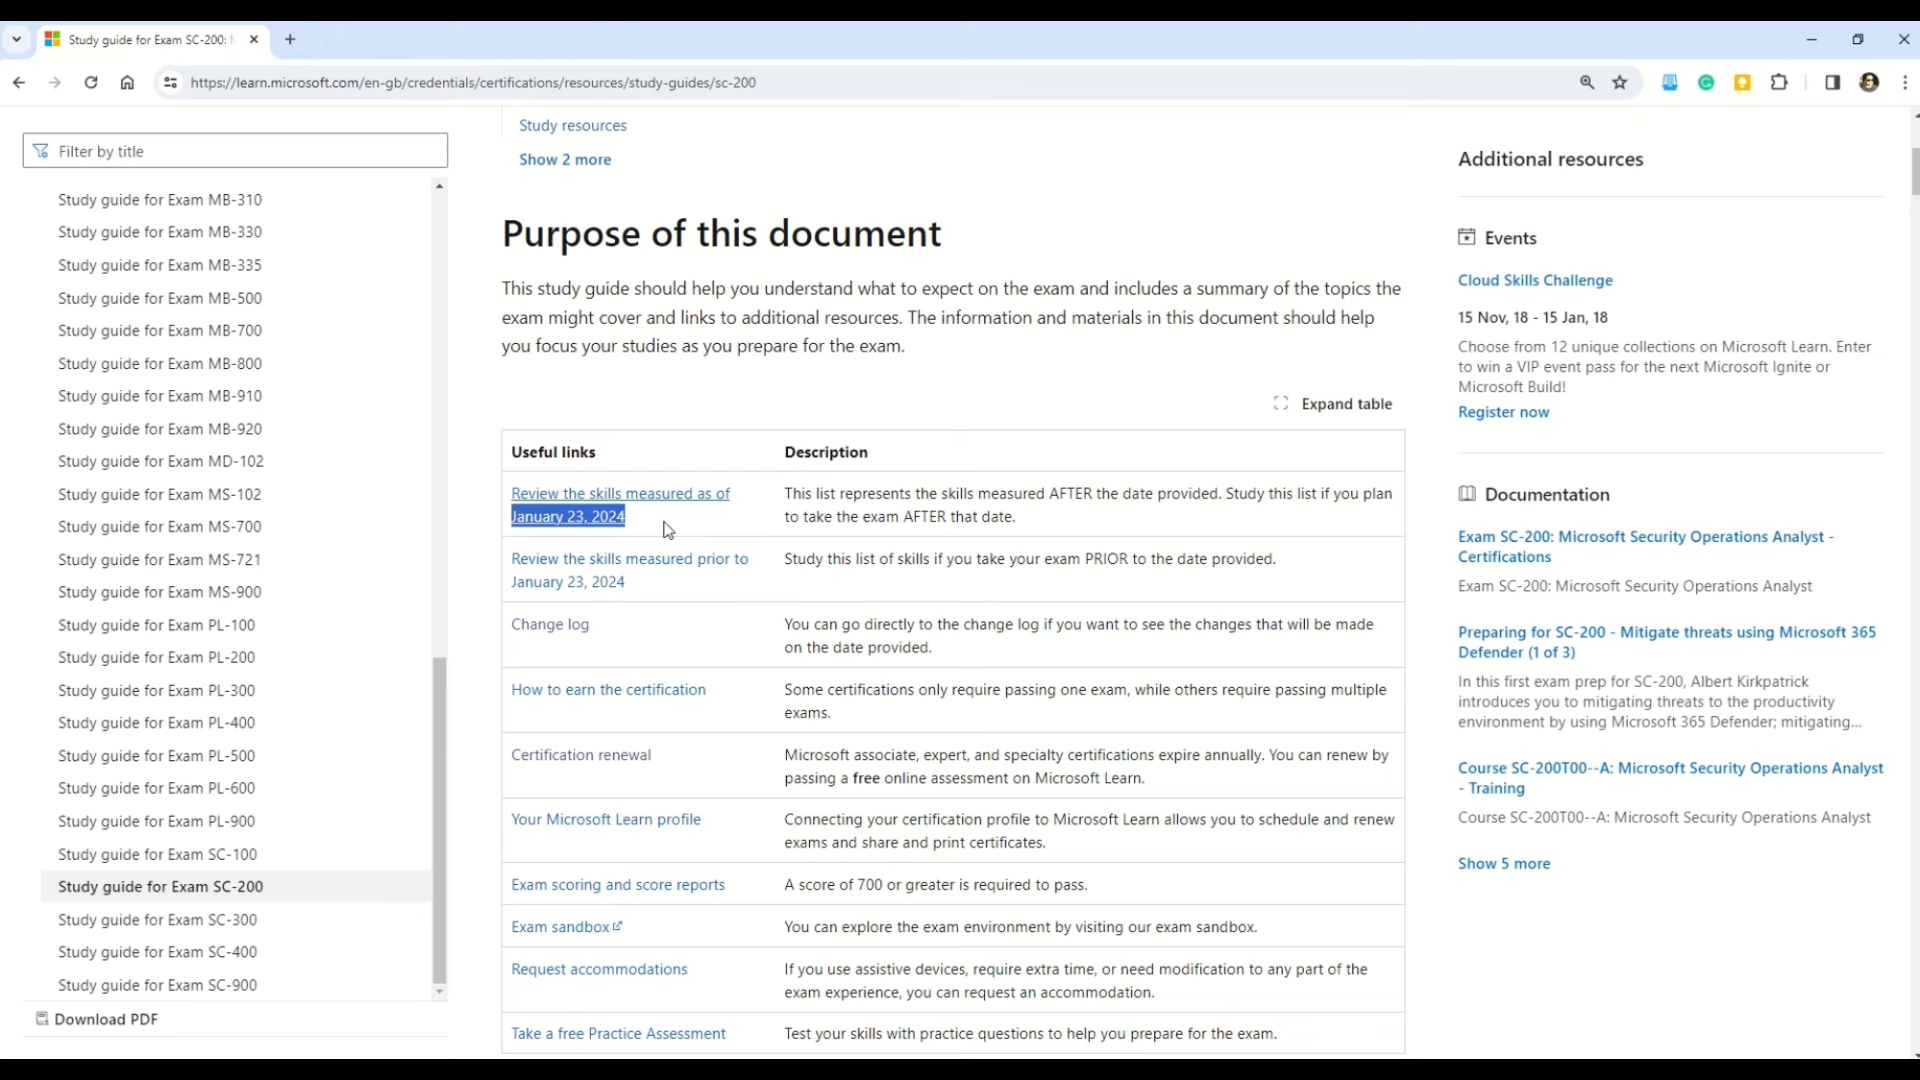 Study guide for Exam SC-200:
https://learn.microsoft.com/en-gb/credentials/certifications/resources/study-guides/sc-200
Filter by title
Study guide for Exam MB-310
Study guide for Exam MB-330
Study guide for Exam MB-335
Study guide for Exam MB-500
Study guide for Exam MB-700
Study guide for Exam MB-800
Study guide for Exam MB-910
Study guide for Exam MB-920
Study guide for Exam MD-102
Study guide for Exam MS-102
Study guide for Exam MS-700
Study guide for Exam MS-721
Study guide for Exam MS-900
Study guide for Exam PL-100
Study guide for Exam PL-200
Study guide for Exam PL-300
Study guide for Exam PL-400
Study guide for Exam PL-500
Study guide for Exam PL-600
Study guide for Exam PL-900
Study guide for Exam SC-100
Study guide for Exam SC-200
Study guide for Exam SC-300
Study guide for Exam SC-400
Study guide for Exam SC-900
Download PDF
Study resources
Show 2 more
Purpose of this document
This study guide should help you understand what to expect on the exam and includes a summary of the topics the
exam might cover and links to additional resources. The information and materials in this document should help
you focus your studies as you prepare for the exam.
Expand table
Useful links
Description
Review the skills measured as of
January 23, 2024
This list represents the skills measured AFTER the date provided. Study this list if you plan
to take the exam AFTER that date.
Review the skills measured prior to
January 23, 2024
Study this list of skills if you take your exam PRIOR to the date provided.
Change log
You can go directly to the change log if you want to see the changes that will be made
on the date provided.
How to earn the certification
Some certifications only require passing one exam, while others require passing multiple
exams.
Certification renewal
Microsoft associate, expert, and specialty certifications expire annually. You can renew by
passing a free online assessment on Microsoft Learn.
Your Microsoft Learn profile
Connecting your certification profile to Microsoft Learn allows you to schedule and renew
exams and share and print certificates.
Exam scoring and score reports
A score of 700 or greater is required to pass.
Exam sandbox
You can explore the exam environment by visiting our exam sandbox.
Request accommodations
If you use assistive devices, require extra time, or need modification to any part of the
exam experience, you can request an accommodation.
Take a free Practice Assessment
Test your skills with practice questions to help you prepare for the exam.
Additional resources
Events
Cloud Skills Challenge
15 Nov, 18 - 15 Jan, 18
Choose from 12 unique collections on Microsoft Learn. Enter
to win a VIP event pass for the next Microsoft Ignite or
Microsoft Build!
Register now
Documentation
Exam SC-200: Microsoft Security Operations Analyst -
Certifications
Exam SC-200: Microsoft Security Operations Analyst
Preparing for SC-200 - Mitigate threats using Microsoft 365
Defender (1 of 3)
In this first exam prep for SC-200, Albert Kirkpatrick
introduces you to mitigating threats to the productivity
environment by using Microsoft 365 Defender; mitigating...
Course SC-200T00--A: Microsoft Security Operations Analyst
- Training
Course SC-200T00--A: Microsoft Security Operations Analyst
Show 5 more